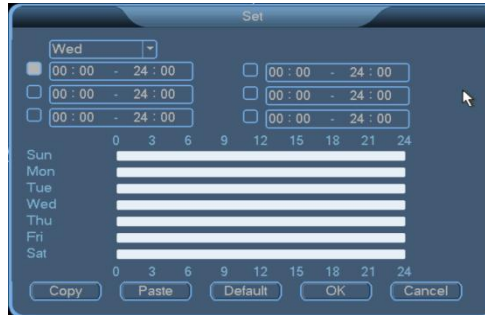 Set
Wed
00 : 00 - 24 : 00 00 : 00 - 24 : 00
00 : 00 - 24 : 00 00 : 00 - 24 : 00
00 : 00 - 24 : 00 00 : 00 - 24 : 00
0 3 6 9 12 15 18 21 24
Sun
Mon
Tue
Wed
Thu
Fri
Sat
0 3 6 9 12 15 18 21 24
Copy Paste Default OK Cancel